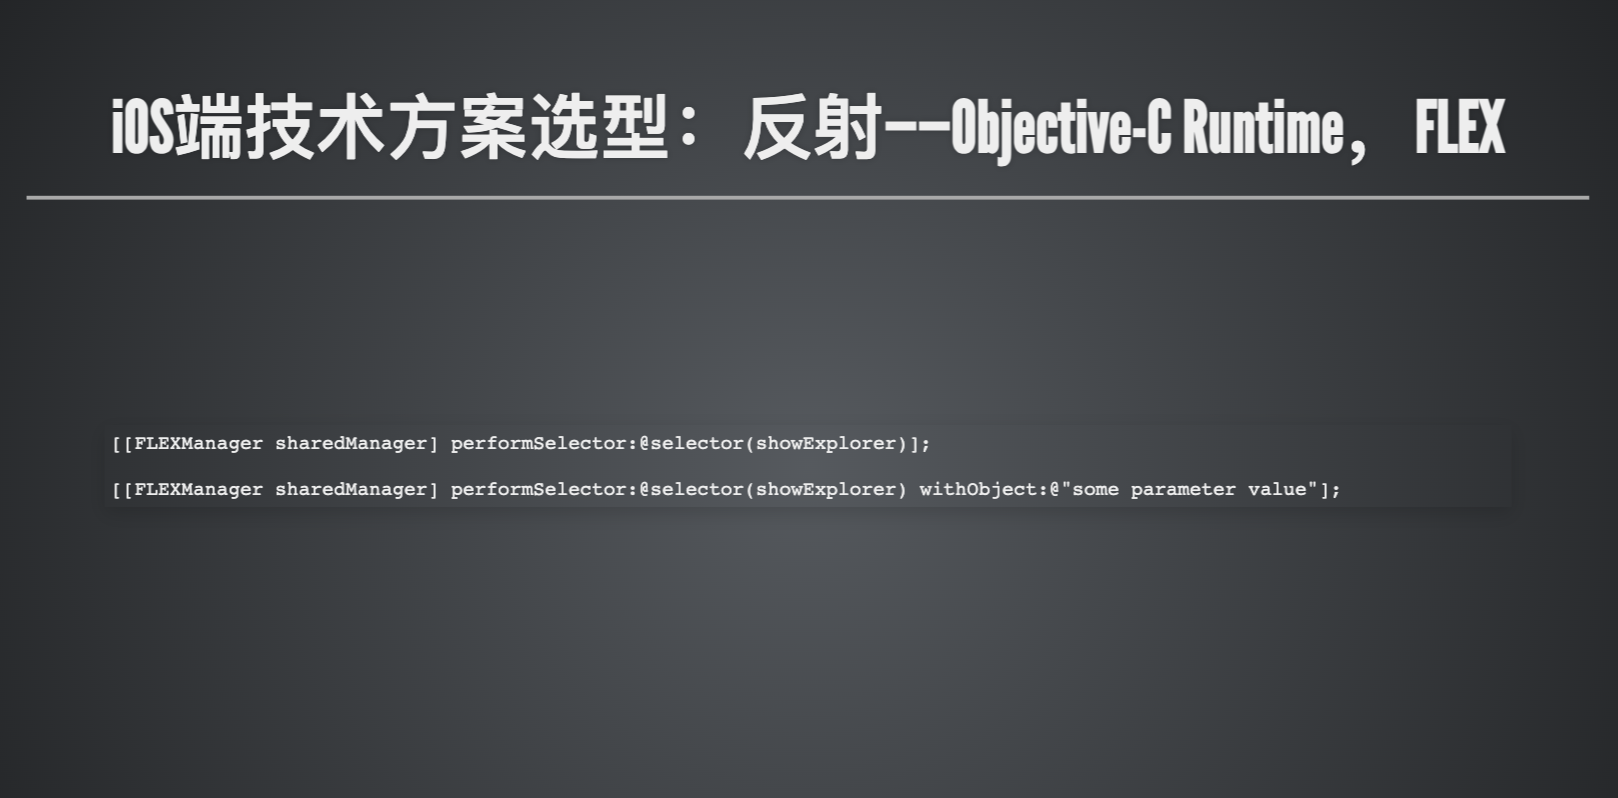 iOS端技术方案选型： 反射——Objective-C Runtime， FLEX
[[FLEXManager sharedManager] performSelector:@selector(showExplorer)];
[[FLEXManager sharedManager] performSelector:@selector(showExplorer) withObject:@"some parameter value"];